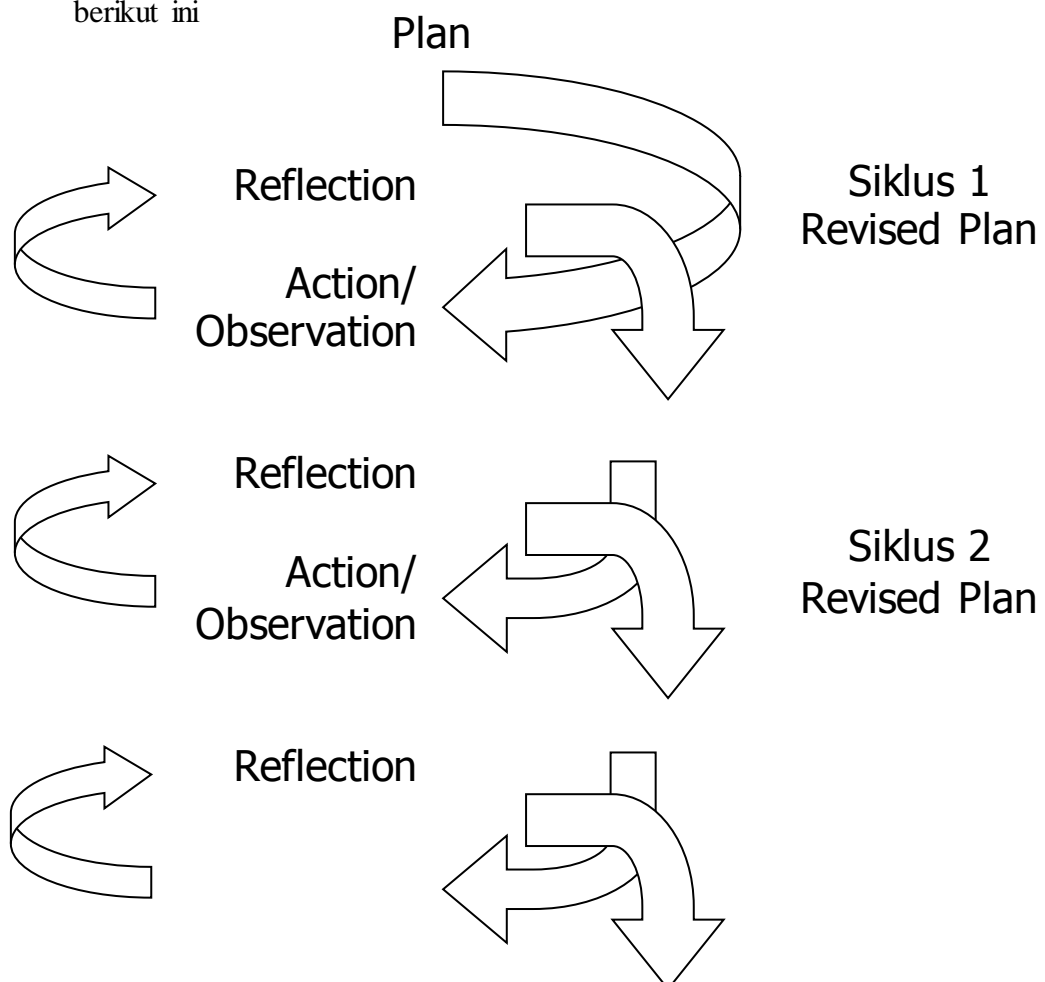 berikut ini
Plan
Reflection
Siklus 1
Revised Plan
Action/
Observation
Reflection
Siklus 2
Revised Plan
Action/
Observation
Reflection